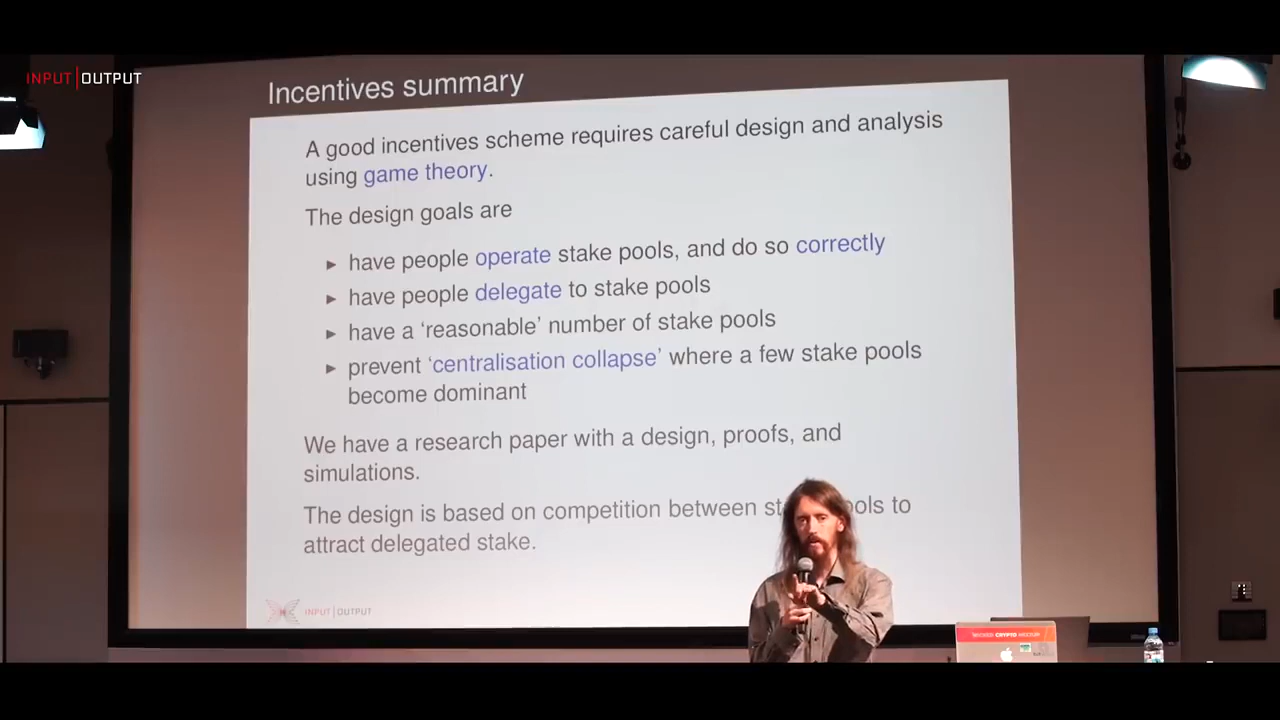 INPUT|OUTPUT
Incentives summary
A good incentives scheme requires careful design and analysis
using game theory.
The design goals are
► have people operate stake pools, and do so correctly
► have people delegate to stake pools
► have a ‘reasonable’ number of stake pools
► prevent ‘centralisation collapse’ where a few stake pools
become dominant
We have a research paper with a design, proofs, and
simulations.
The design is based on competition between st ools to
attract delegated stake.
INPUT|OUTPUT